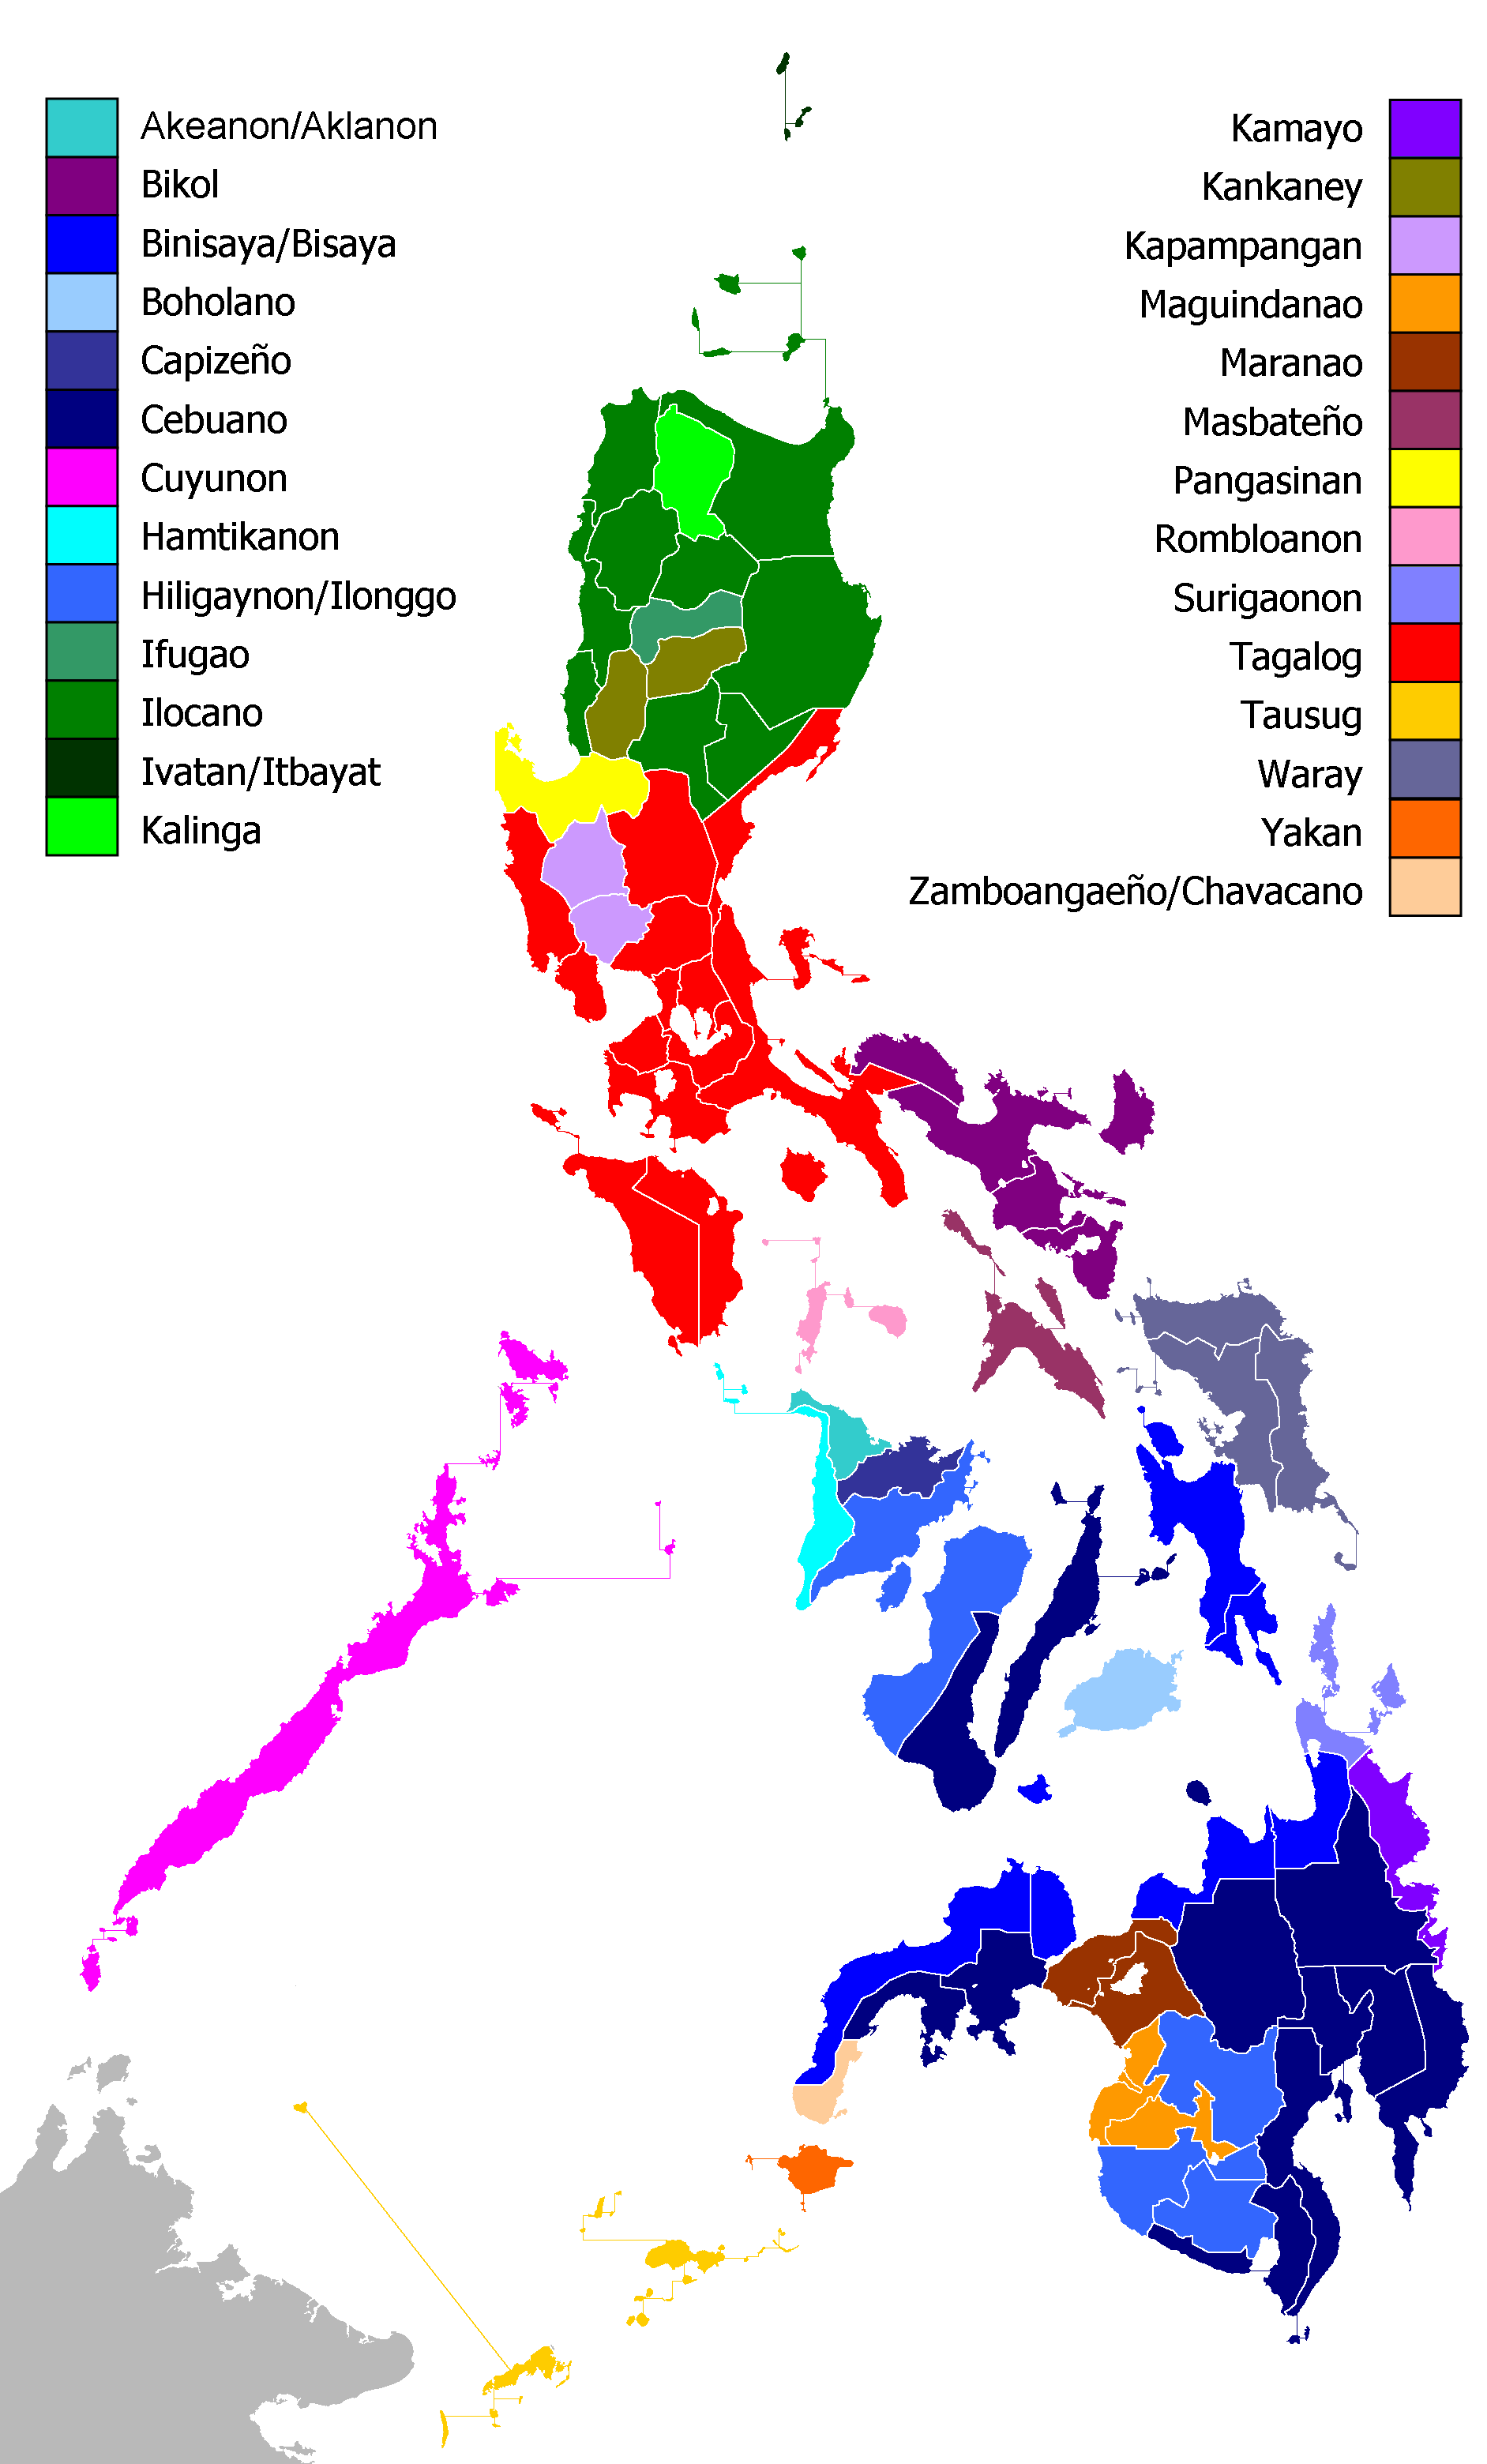 Akeanon/Aklanon
Bikol
Binisaya/Bisaya
Boholano
Capizeño
Cebuano
Cuyunon
Hamtikanon
Hiligaynon/Ilonggo
Ifugao
Ilocano
Ivatan/Itbayat
Kalinga
Kamayo
Kankaney
Kapampangan
Maguindanao
Maranao
Masbateño
Pangasinan
Rombloanon
Surigaonon
Tagalog
Tausug
Waray
Yakan
Zamboangaeño/Chavacano